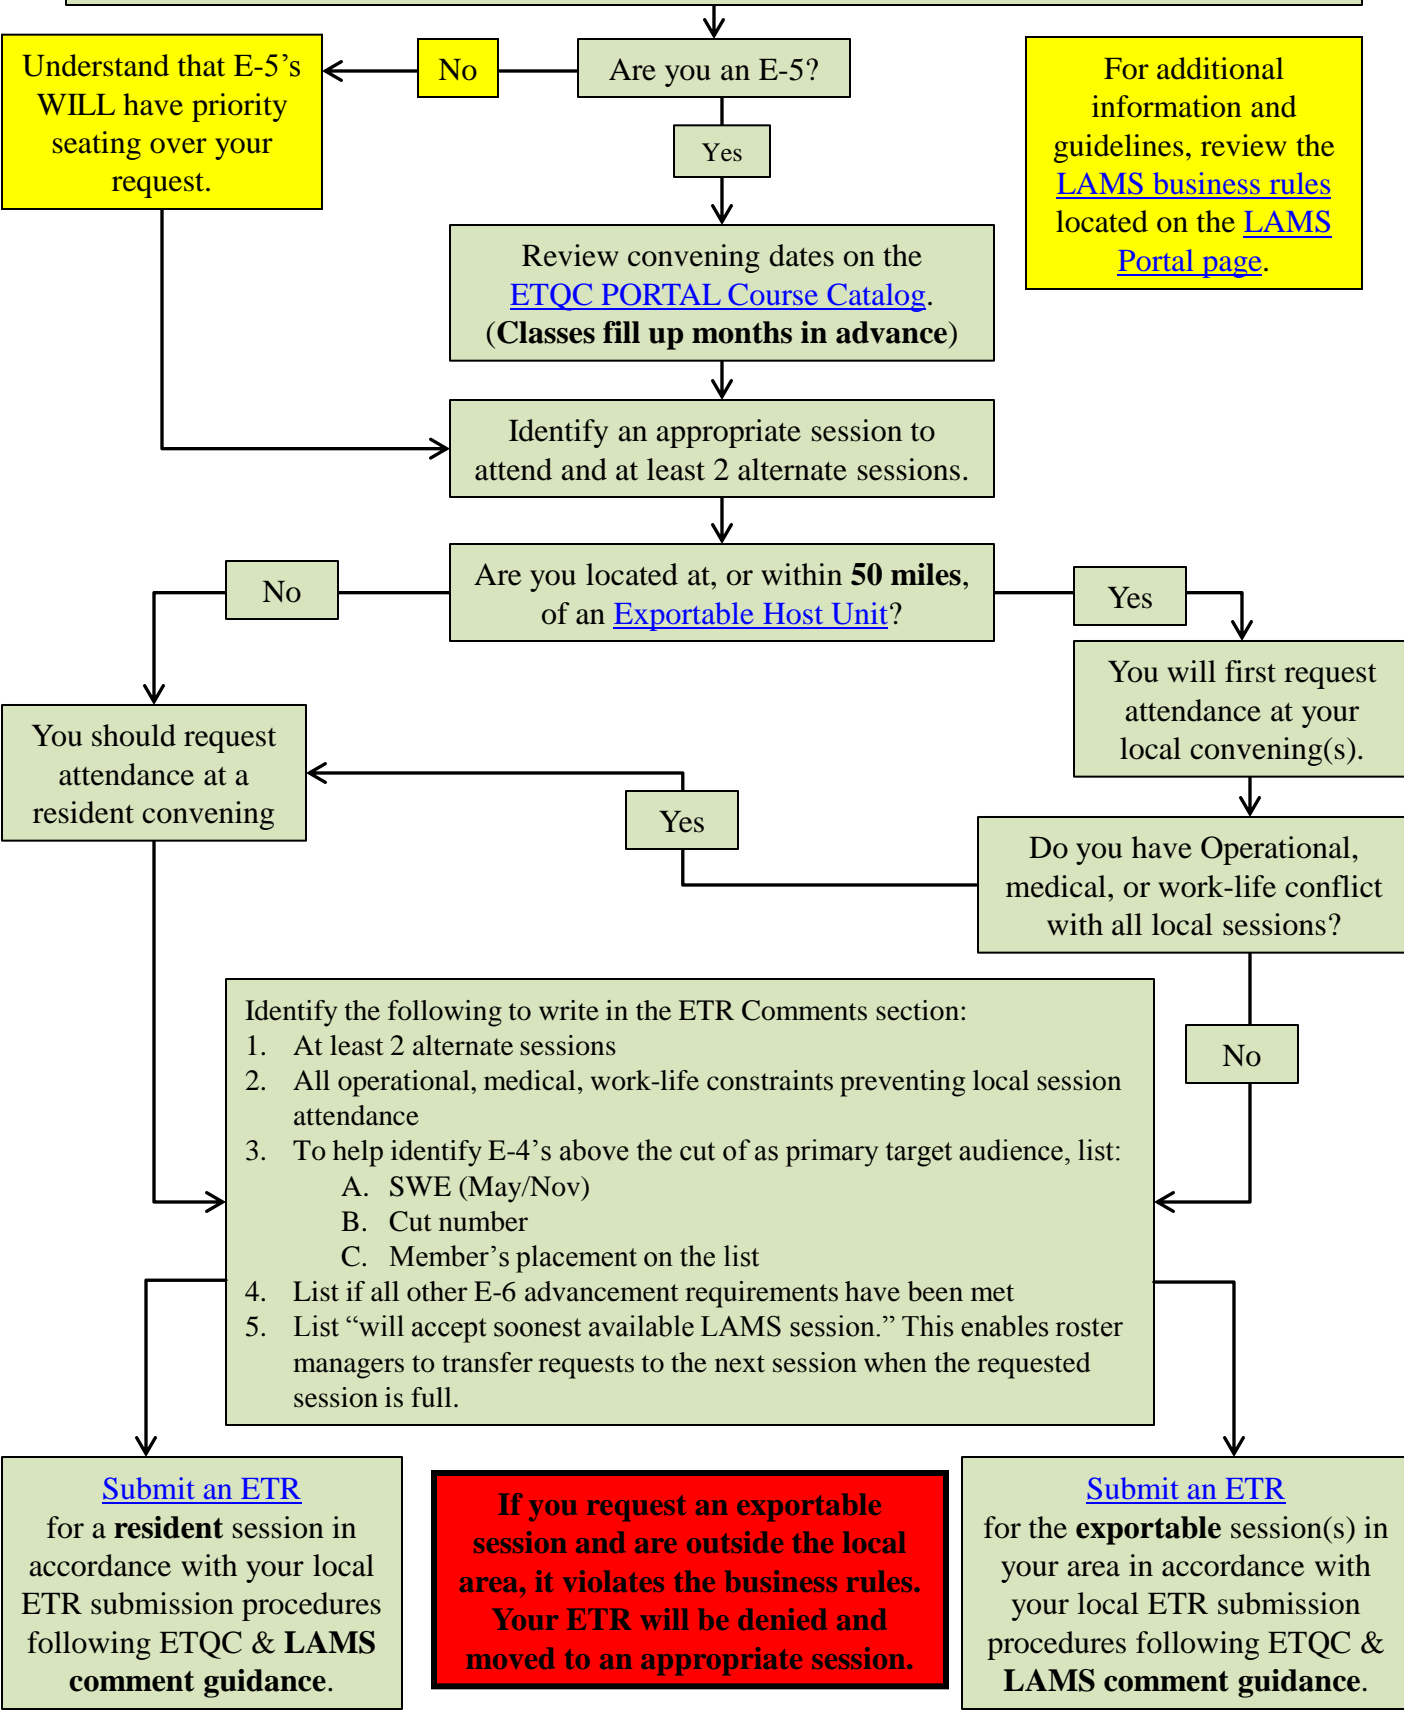 Are you an E-5?
No
Understand that E-5’s
WILL have priority
seating over your
request.
For additional
information and
guidelines, review the
LAMS business rules
located on the LAMS
Portal page.
Yes
Review convening dates on the
ETQC PORTAL Course Catalog.
(Classes fill up months in advance)
Identify an appropriate session to
attend and at least 2 alternate sessions.
Are you located at, or within 50 miles,
of an Exportable Host Unit?
No
Yes
You will first request
attendance at your
local convening(s).
You should request
attendance at a
resident convening
Yes
Do you have Operational,
medical, or work-life conflict
with all local sessions?
No
Identify the following to write in the ETR Comments section:
1. At least 2 alternate sessions
2. All operational, medical, work-life constraints preventing local session
attendance
3. To help identify E-4’s above the cut of as primary target audience, list:
A. SWE (May/Nov)
B. Cut number
C. Member’s placement on the list
4. List if all other E-6 advancement requirements have been met
5. List “will accept soonest available LAMS session.” This enables roster
managers to transfer requests to the next session when the requested
session is full.
Submit an ETR
for a resident session in
accordance with your local
ETR submission procedures
following ETQC & LAMS
comment guidance.
If you request an exportable
session and are outside the local
area, it violates the business rules.
Your ETR will be denied and
moved to an appropriate session.
Submit an ETR
for the exportable session(s) in
your area in accordance with
your local ETR submission
procedures following ETQC &
LAMS comment guidance.